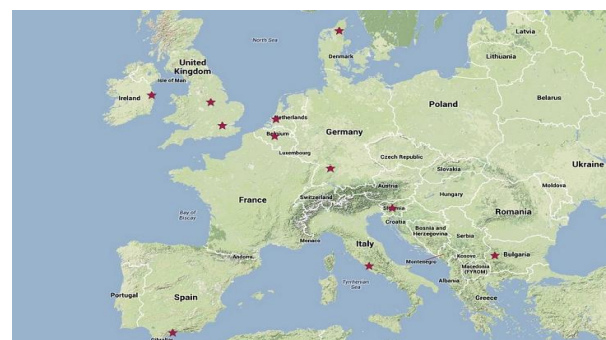 North Sea
Latvia
Denmark
Lithuania
United
Kingdom
Isle of Man
Ireland
Belarus
Netherlands
Poland
Belgium
Germany
Luxembourg
Czech Republic
Ukraine
Slovakia
Austria
Moldova
Switzerland
Hungary
France
Slovenia
Croatia
Romania
Bay of
Biscay
Bosnia and
Herzegovina
Serbia
Monaco
Italy
Andorra
Montenegro
Kosovo
Bulgaria
Macedonia
(FYROM)
Albania
Tyrrhenian
Sea
Portugal
Spain
Greece
Gibraltar